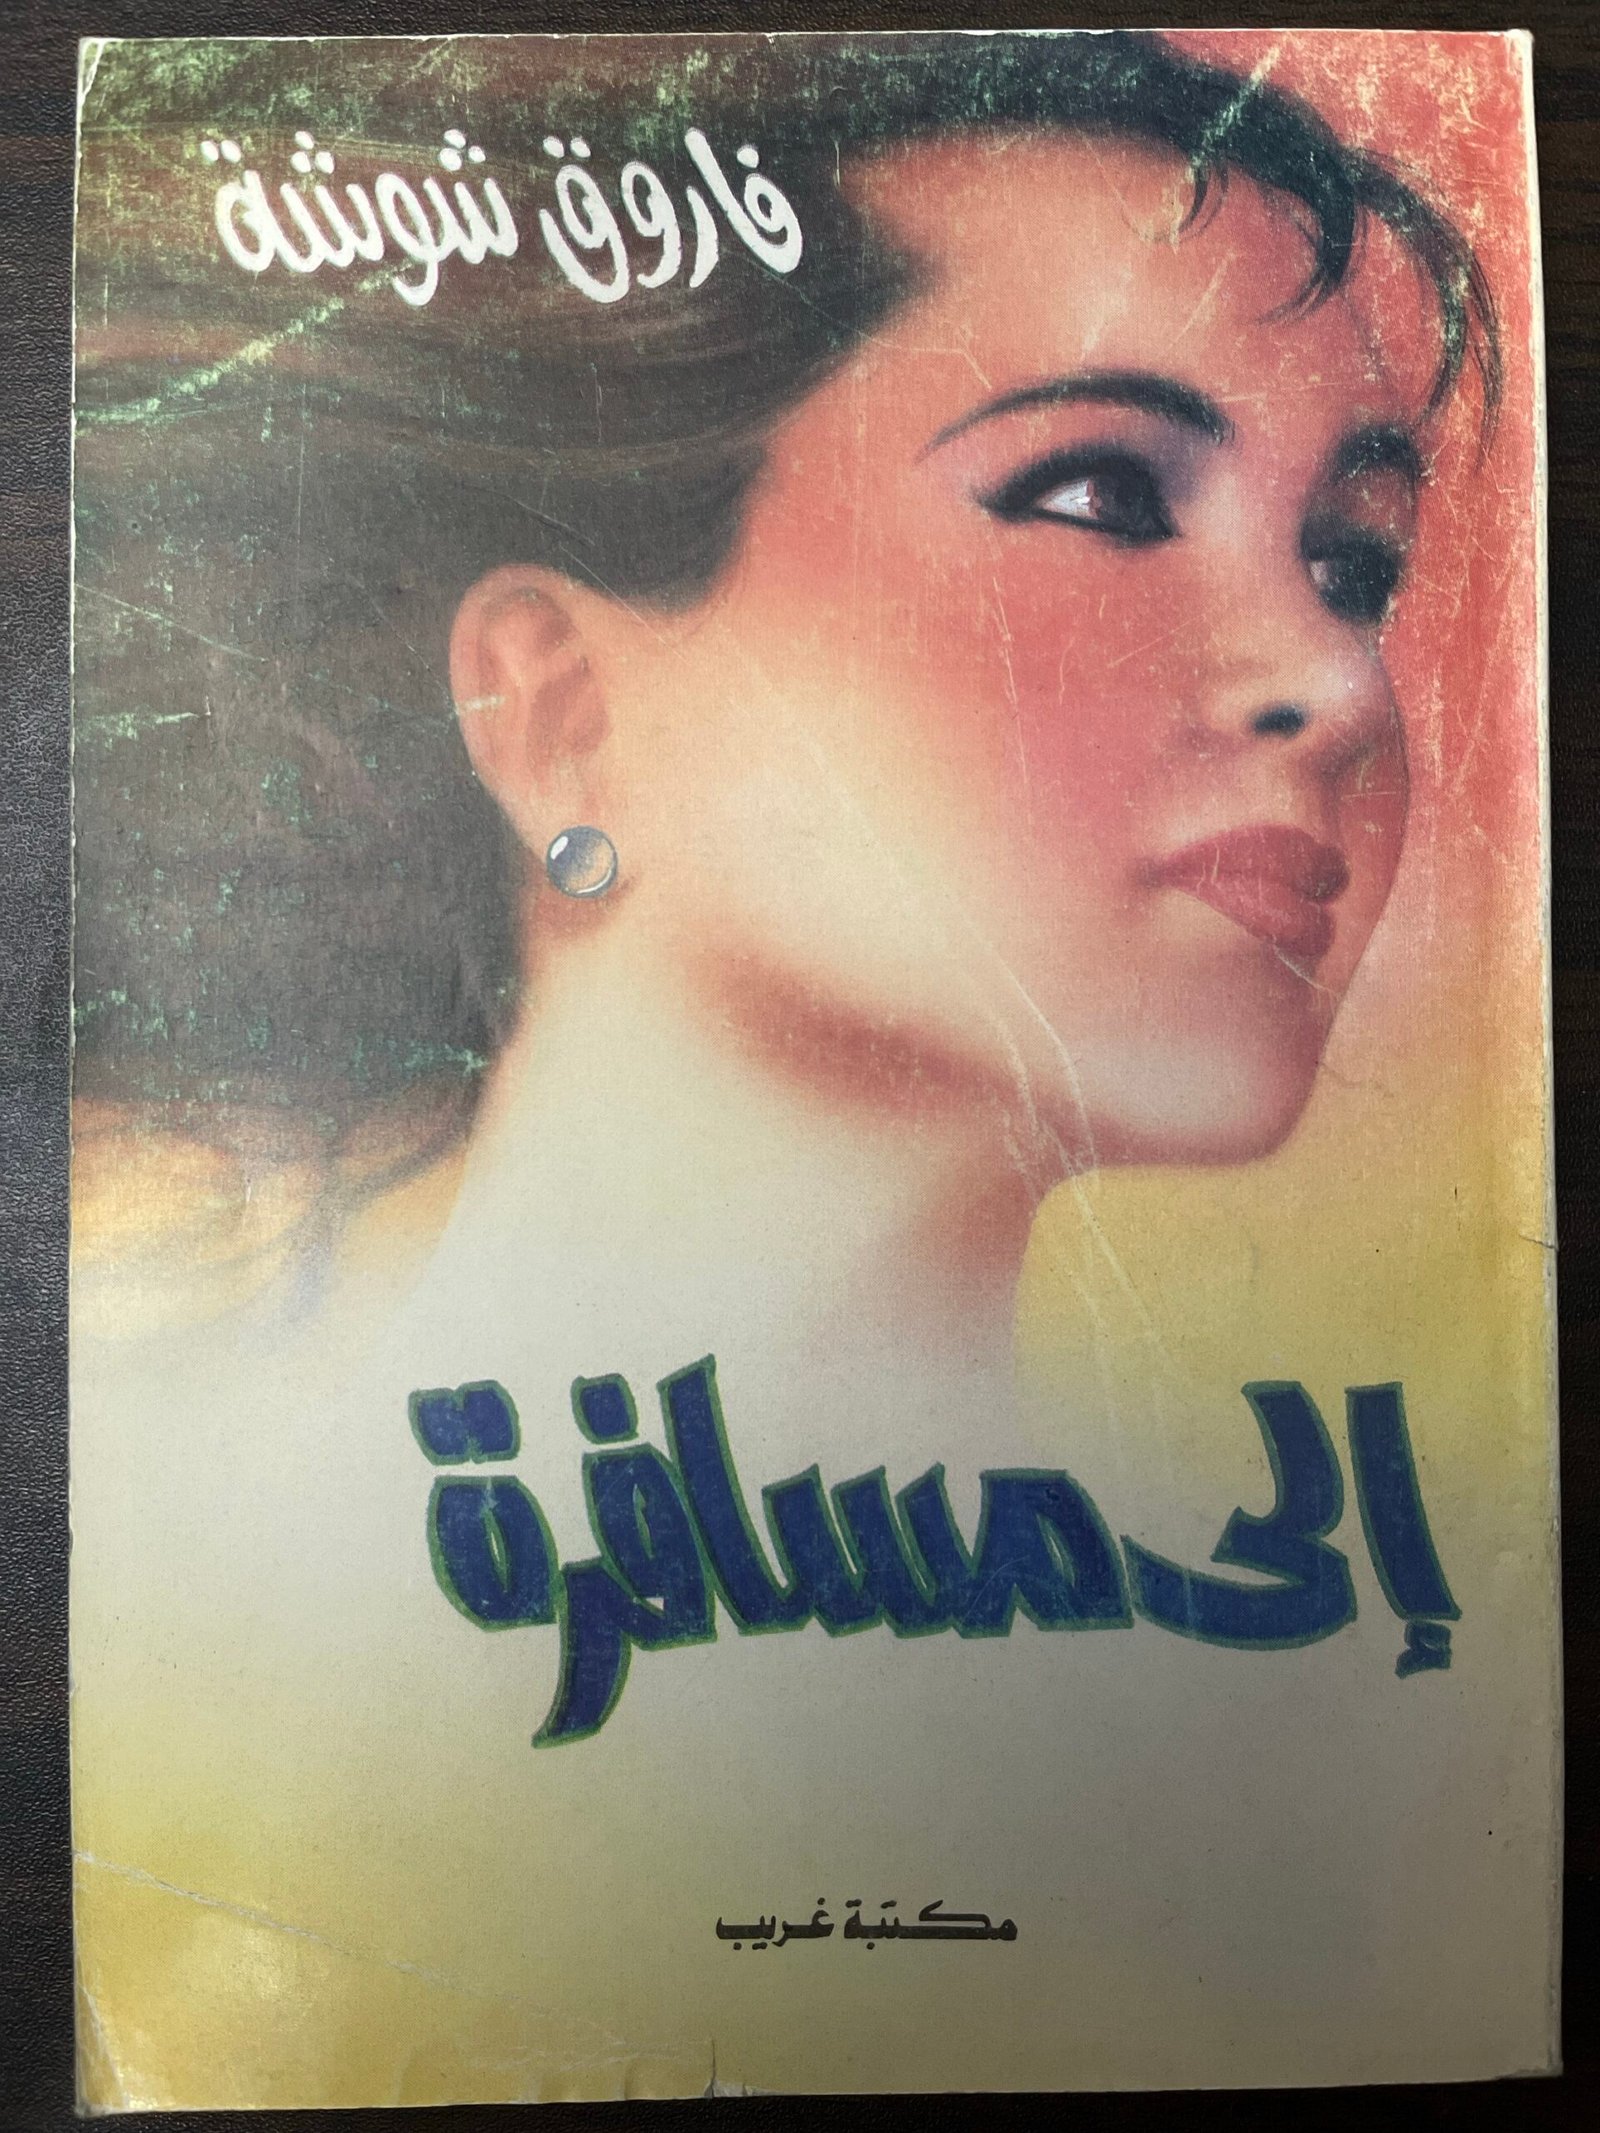 فاروق شوشة
إلى مسافرة
مكتبة غريب